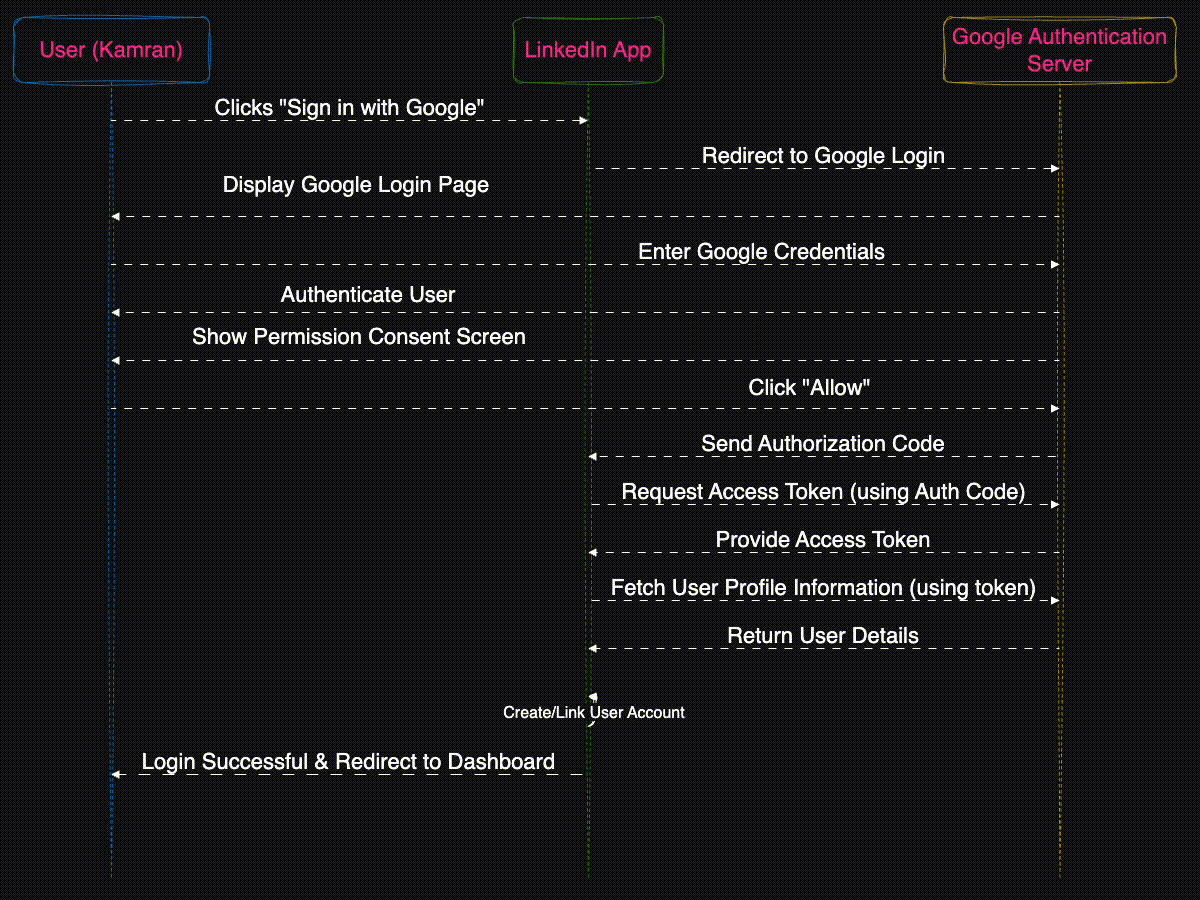 User (Kamran)
LinkedIn App
Google Authentication
Server
Clicks "Sign in with Google"
Redirect to Google Login
Display Google Login Page
Enter Google Credentials
Authenticate User
Show Permission Consent Screen
Click "Allow"
Send Authorization Code
Request Access Token (using Auth Code)
Provide Access Token
Fetch User Profile Information (using token)
Return User Details
Create/Link User Account
Login Successful & Redirect to Dashboard